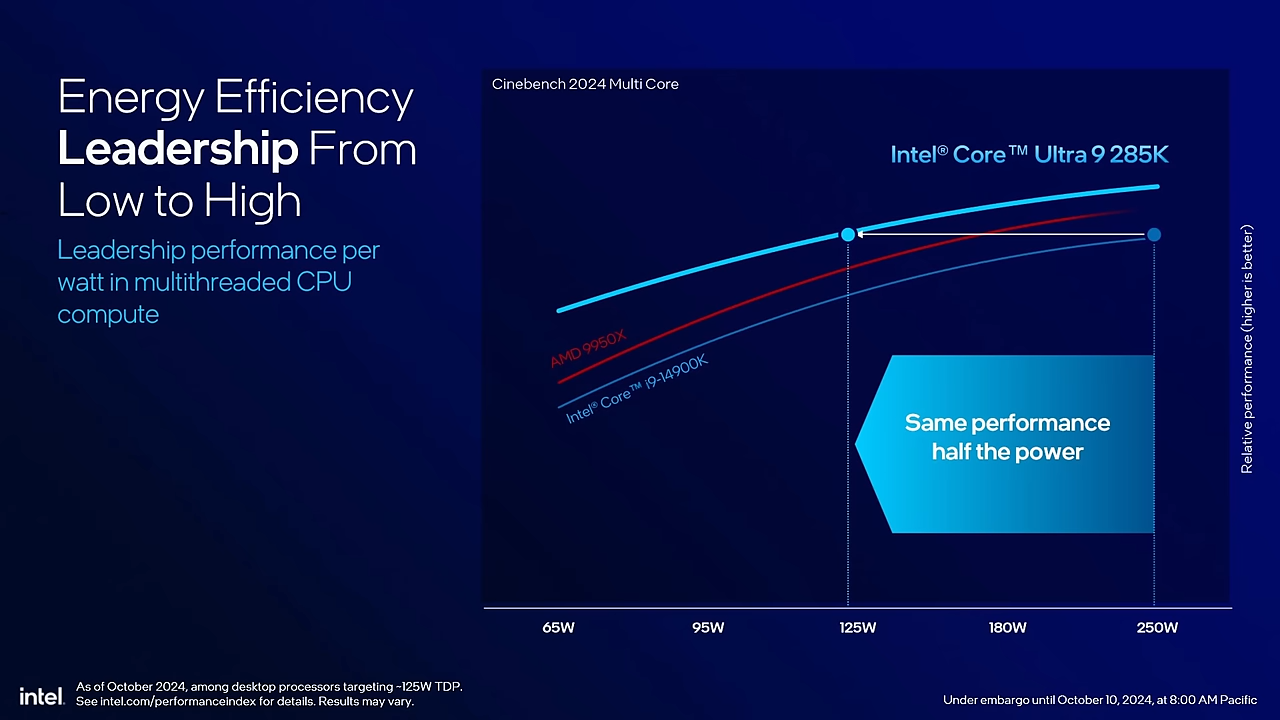 Energy Efficiency
Leadership From
Low to High
Leadership performance per
watt in multithreaded CPU
compute
Cinebench 2024 Multi Core
Intel® Core™ Ultra 9 285K
AMD 9950X
Intel® Core™ i9-14900K
Same performance
half the power
Relative performance (higher is better)
65W 95W 125W 180W 250W
intel.
As of October 2024, among desktop processors targeting ~125W TDP.
See intel.com/performanceindex for details. Results may vary.
Under embargo until October 10, 2024, at 8:00 AM Pacific